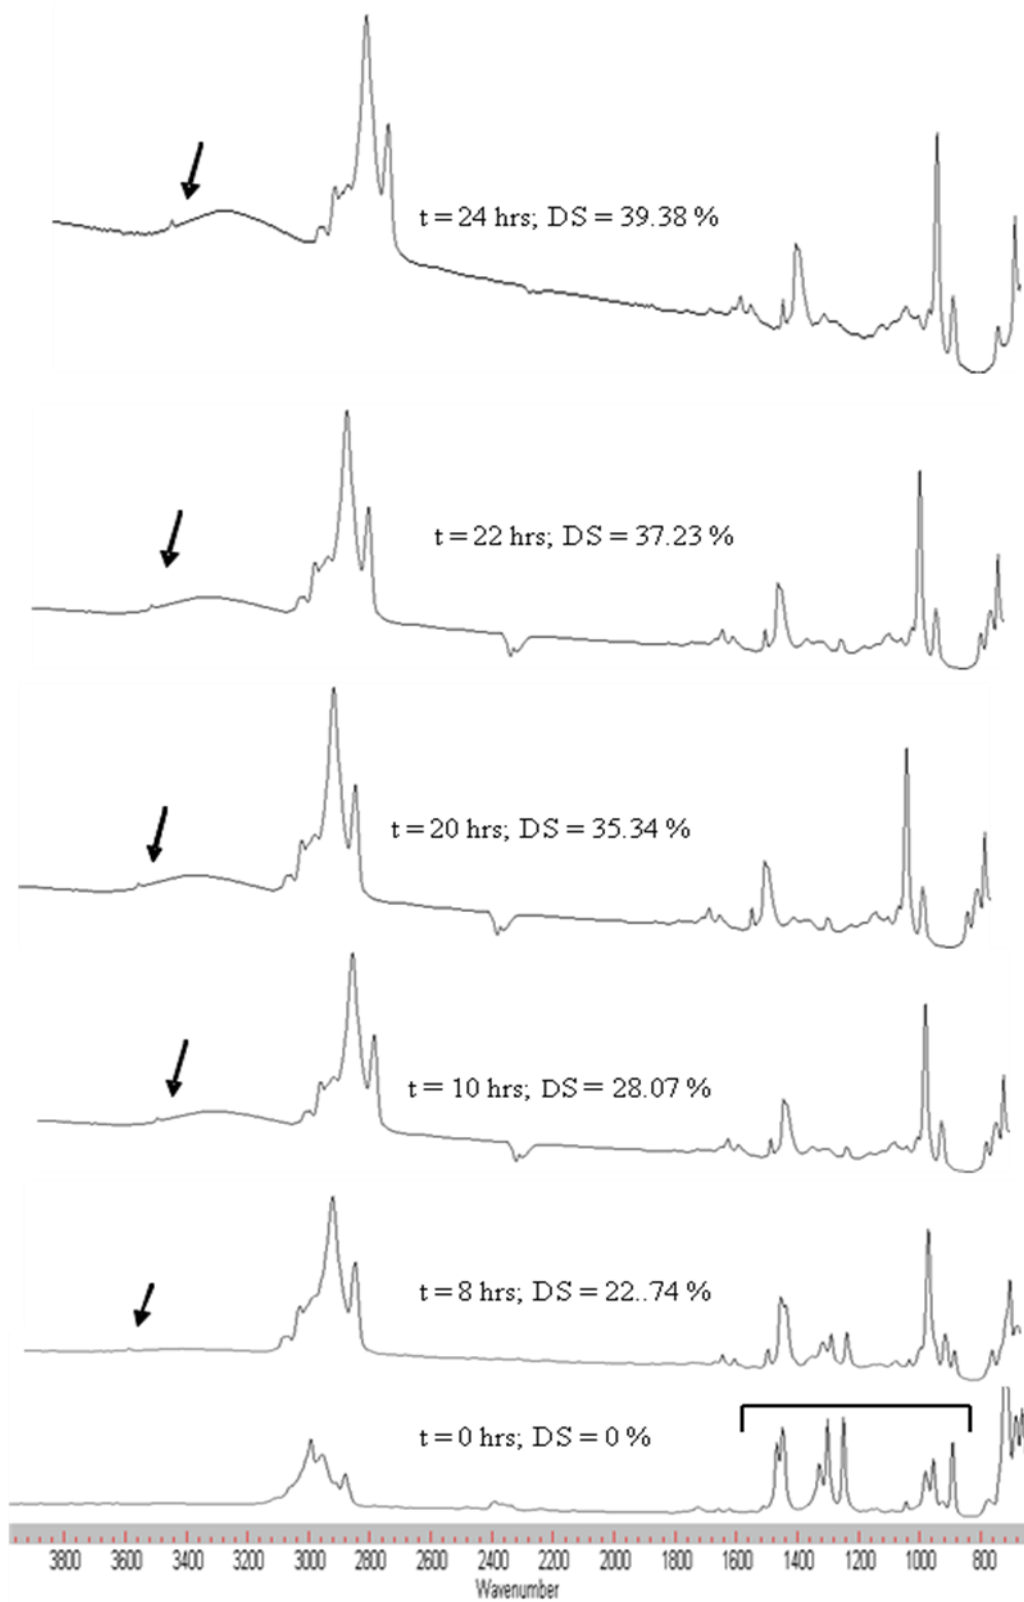 t = 24 hrs; DS = 39.38 %
t = 22 hrs; DS = 37.23 %
t = 20 hrs; DS = 35.34 %
t = 10 hrs; DS = 28.07 %
t = 8 hrs; DS = 22..74 %
t = 0 hrs; DS = 0 %
3800 3600 3400 3200 3000 2800 2600 2400 2200 2000 1800 1600 1400 1200 1000 800
Wavenumber